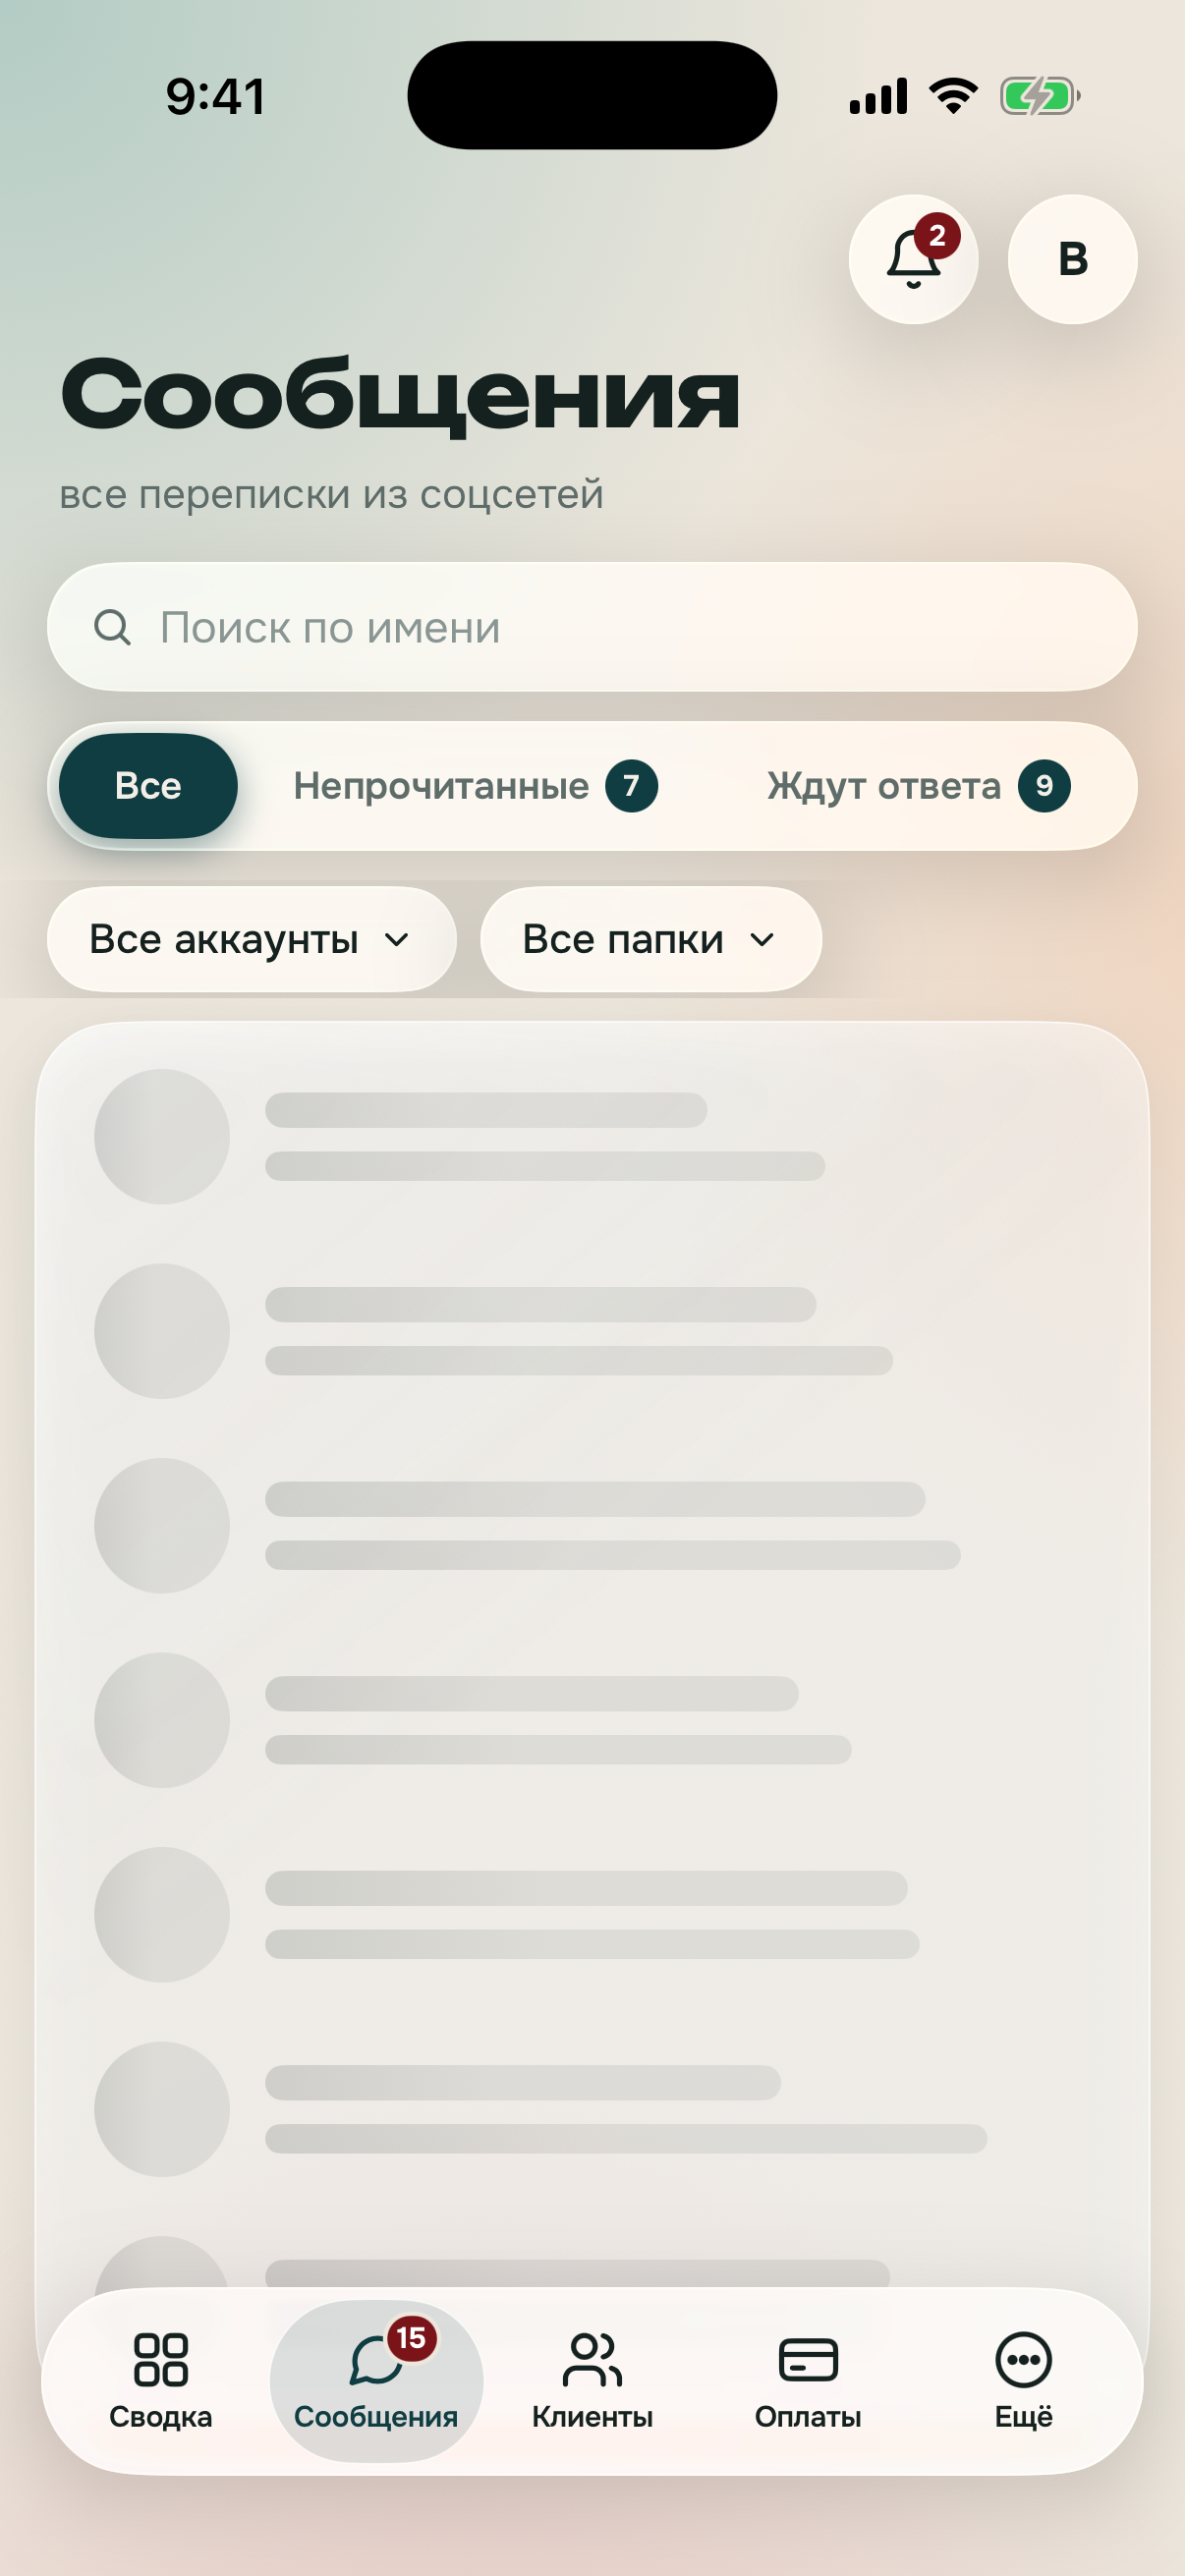 9:41
2
B
Сообщения
все переписки из соцсетей
Поиск по имени
Все Непрочитанные 7 Ждут ответа 9
Все аккаунты Все папки
15
Сводка Сообщения Клиенты Оплаты Ещё